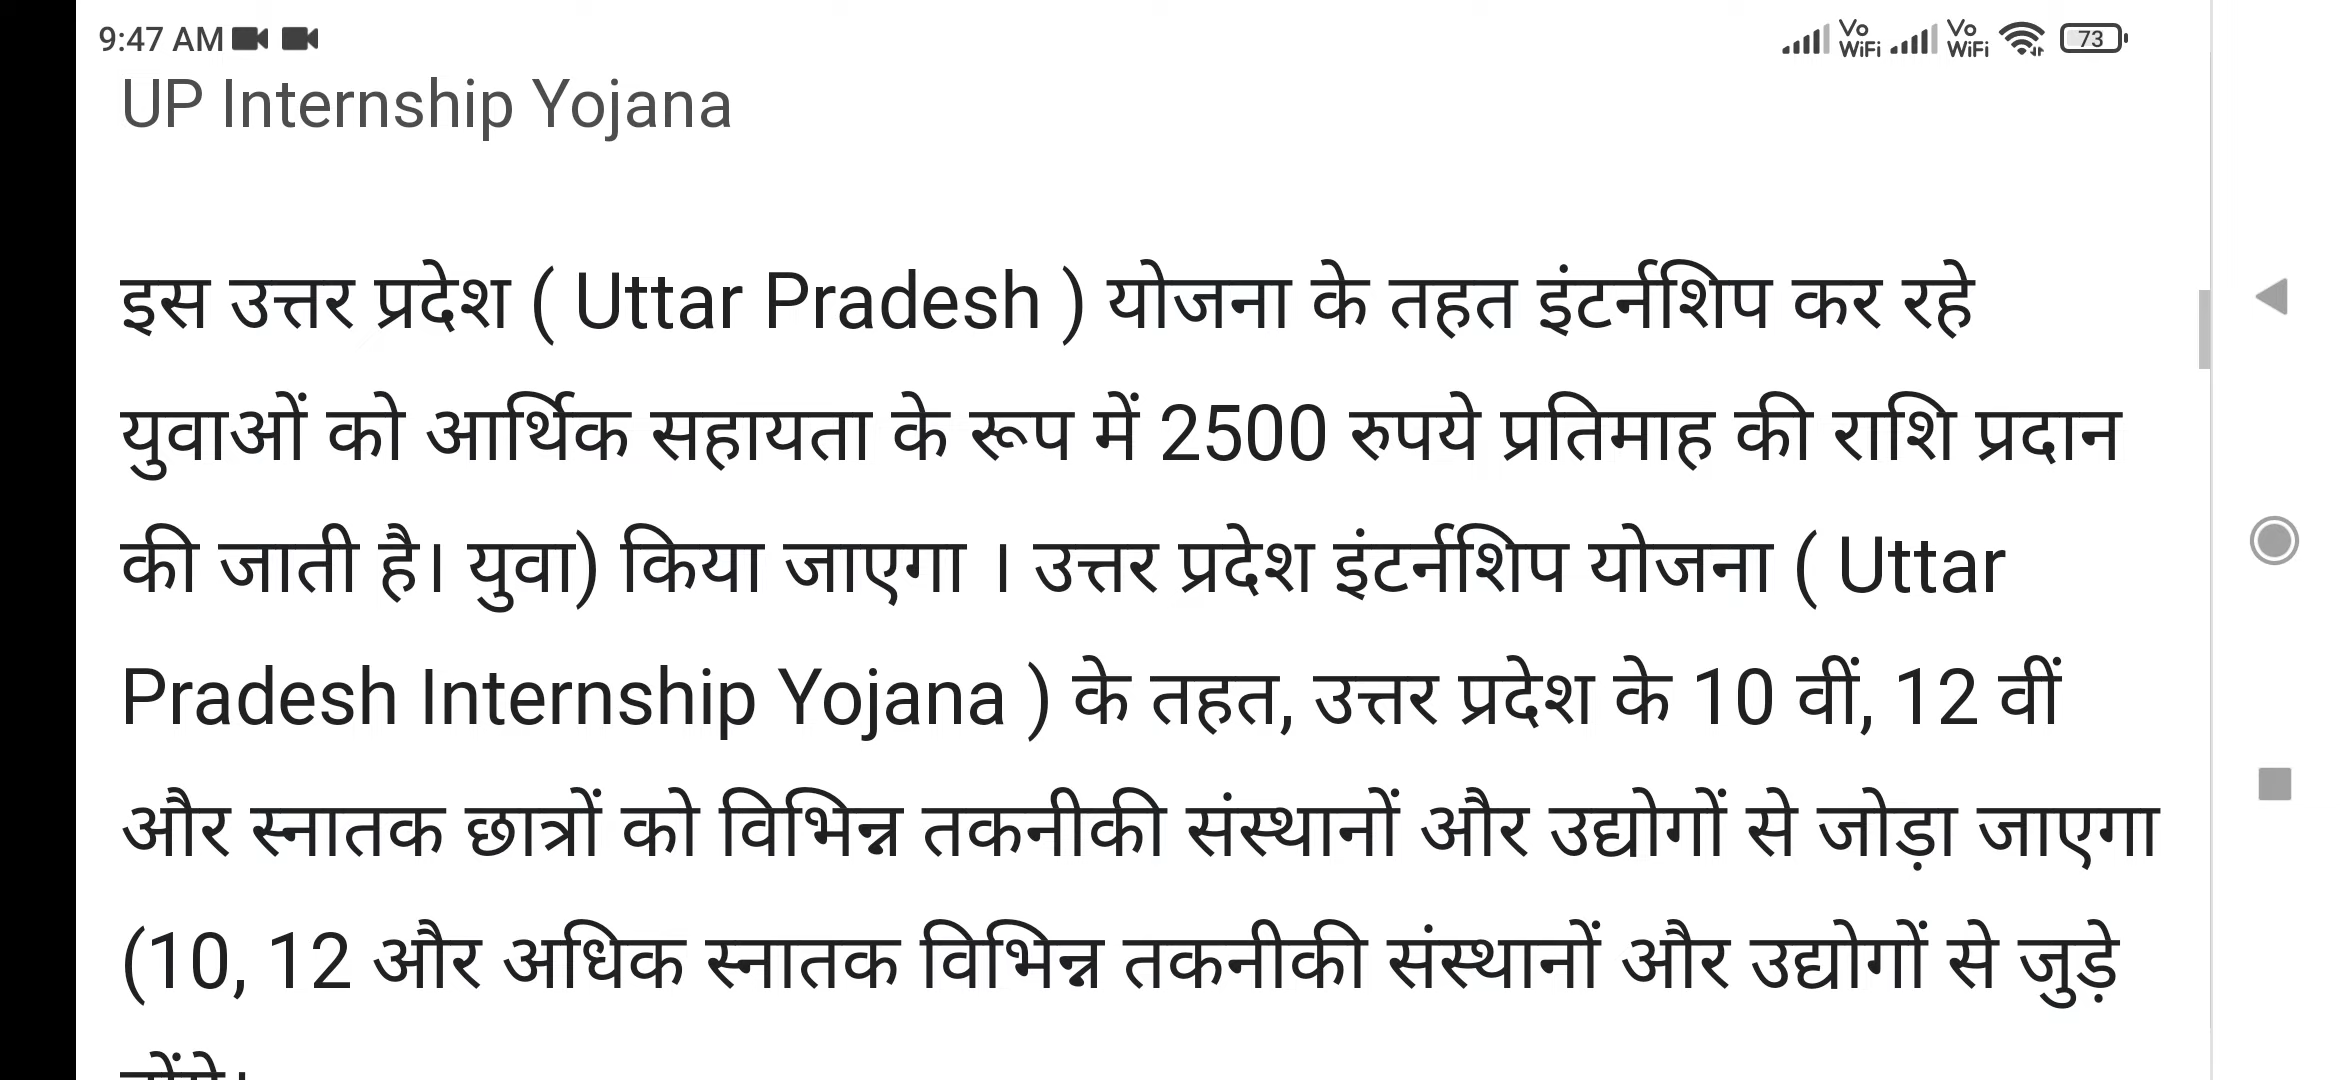 9:47 AM
Vo WiFi Vo WiFi 73
UP Internship Yojana
इस उत्तर प्रदेश ( Uttar Pradesh ) योजना के तहत इंटर्नशिप कर रहे
युवाओं को आर्थिक सहायता के रूप में 2500 रुपये प्रतिमाह की राशि प्रदान
की जाती है। युवा) किया जाएगा । उत्तर प्रदेश इंटर्नशिप योजना ( Uttar
Pradesh Internship Yojana ) के तहत, उत्तर प्रदेश के 10 वीं, 12 वीं
और स्नातक छात्रों को विभिन्न तकनीकी संस्थानों और उद्योगों से जोड़ा जाएगा
(10, 12 और अधिक स्नातक विभिन्न तकनीकी संस्थानों और उद्योगों से जुड़े